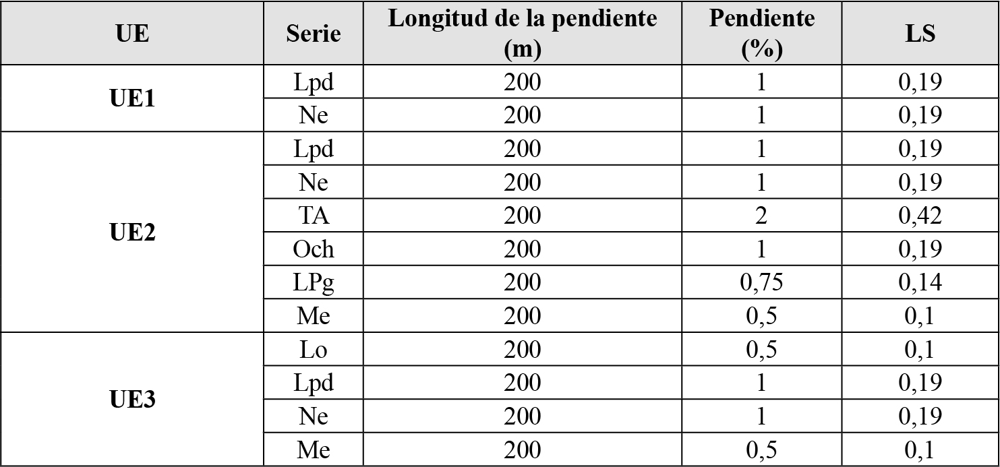 UE Serie Longitud de la pendiente (m) Pendiente (%) LS
UE1 Lpd 200 1 0,19
Ne 200 1 0,19
UE2 Lpd 200 1 0,19
Ne 200 1 0,19
TA 200 2 0,42
Och 200 1 0,19
LPg 200 0,75 0,14
Me 200 0,5 0,1
UE3 Lo 200 0,5 0,1
Lpd 200 1 0,19
Ne 200 1 0,19
Me 200 0,5 0,1